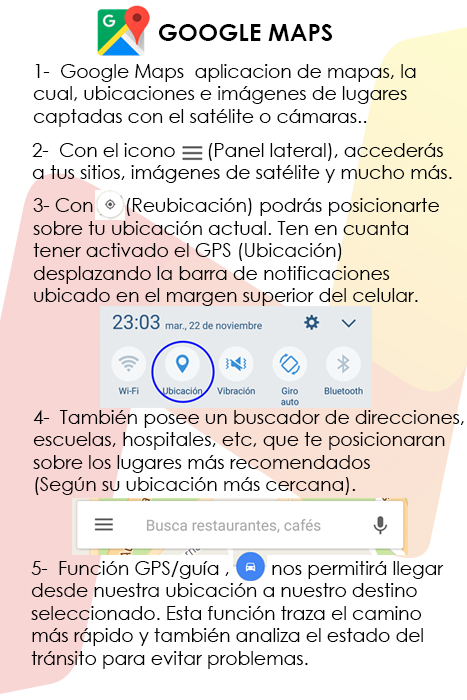 G
GOOGLE MAPS
1- Google Maps aplicacion de mapas, la
cual, ubicaciones e imágenes de lugares
captadas con el satélite o cámaras..
2- Con el icono (Panel lateral), accederás
a tus sitios, imágenes de satélite y mucho más.
3- Con (Reubicación) podrás posicionarte
sobre tu ubicación actual. Ten en cuanta
tener activado el GPS (Ubicación)
desplazando la barra de notificaciones
ubicado en el margen superior del celular.
23:03 mar., 22 de noviembre
Wi-Fi Ubicación Vibración Giro auto Bluetooth
4- También posee un buscador de direcciones,
escuelas, hospitales, etc, que te posicionaran
sobre los lugares más recomendados
(Según su ubicación más cercana).
Busca restaurantes, cafés
5- Función GPS/guía , nos permitirá llegar
desde nuestra ubicación a nuestro destino
seleccionado. Esta función traza el camino
más rápido y también analiza el estado del
tránsito para evitar problemas.